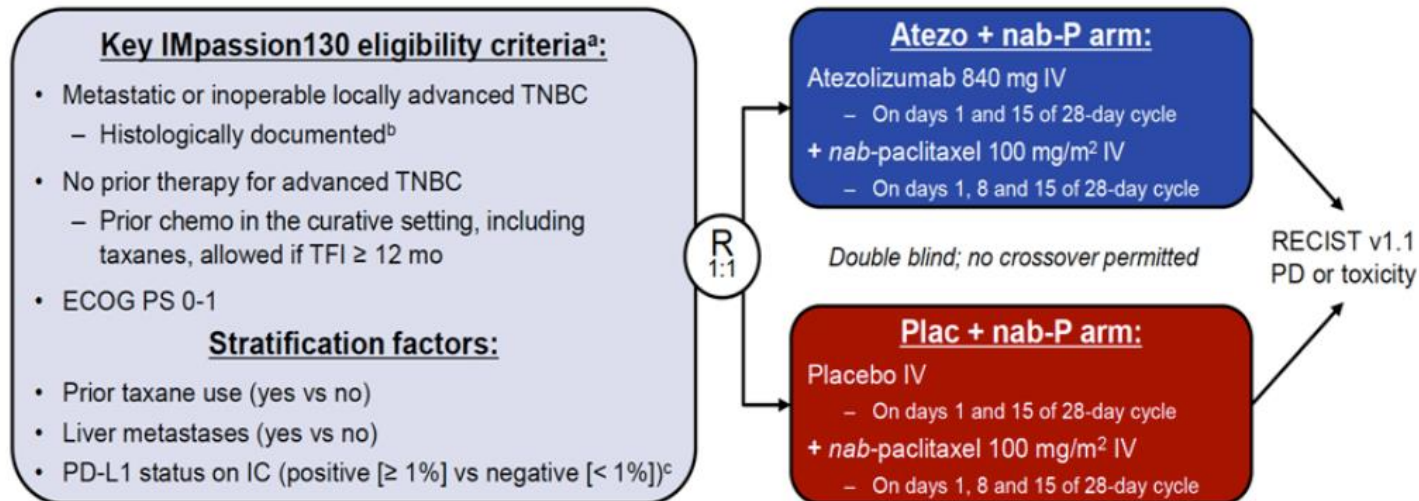 Key IMpassion130 eligibility criteriaᵃ:
• Metastatic or inoperable locally advanced TNBC
– Histologically documentedᵇ
• No prior therapy for advanced TNBC
– Prior chemo in the curative setting, including
taxanes, allowed if TFI ≥ 12 mo
• ECOG PS 0-1
Stratification factors:
• Prior taxane use (yes vs no)
• Liver metastases (yes vs no)
• PD-L1 status on IC (positive [≥ 1%] vs negative [< 1%])ᶜ
R
1:1
Atezo + nab-P arm:
Atezolizumab 840 mg IV
– On days 1 and 15 of 28-day cycle
+ nab-paclitaxel 100 mg/m² IV
– On days 1, 8 and 15 of 28-day cycle
Double blind; no crossover permitted
Plac + nab-P arm:
Placebo IV
– On days 1 and 15 of 28-day cycle
+ nab-paclitaxel 100 mg/m² IV
– On days 1, 8 and 15 of 28-day cycle
RECIST v1.1
PD or toxicity